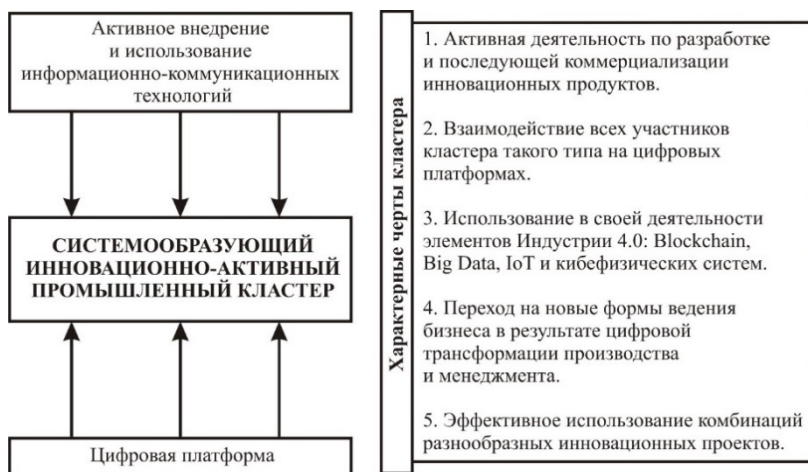 Активное внедрение
и использование
информационно-коммуникационных
технологий
СИСТЕМООБРАЗУЮЩИЙ
ИННОВАЦИОННО-АКТИВНЫЙ
ПРОМЫШЛЕННЫЙ КЛАСТЕР
Цифровая платформа
Характерные черты кластера
1. Активная деятельность по разработке
и последующей коммерциализации
инновационных продуктов.
2. Взаимодействие всех участников
кластера такого типа на цифровых
платформах.
3. Использование в своей деятельности
элементов Индустрии 4.0: Blockchain,
Big Data, IoT и кибефизических систем.
4. Переход на новые формы ведения
бизнеса в результате цифровой
трансформации производства
и менеджмента.
5. Эффективное использование комбинаций
разнообразных инновационных проектов.